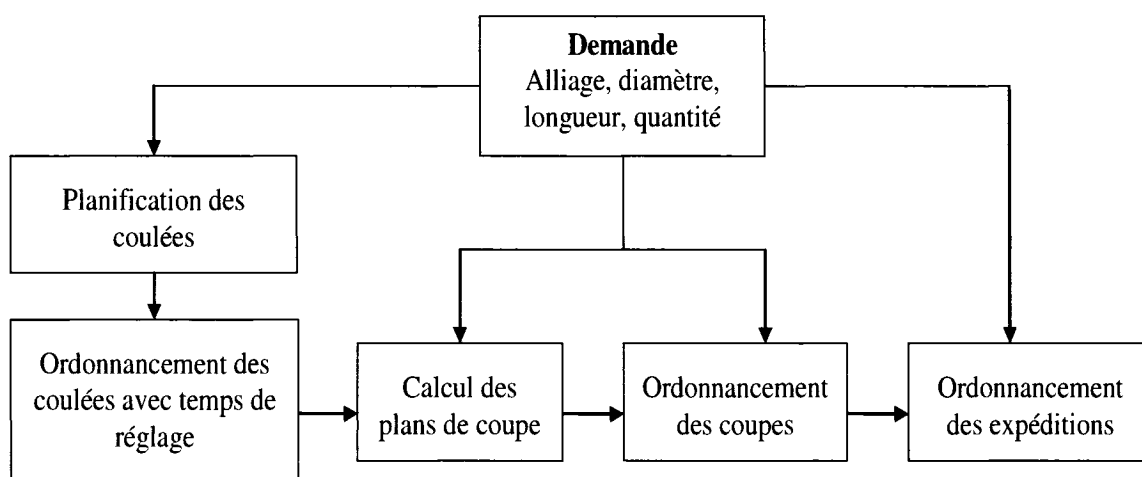 Demande
Alliage, diamètre,
longueur, quantité
Planification des
coulées
Ordonnancement des
coulées avec temps de
réglage
Calcul des
plans de coupe
Ordonnancement
des coupes
Ordonnancement
des expéditions